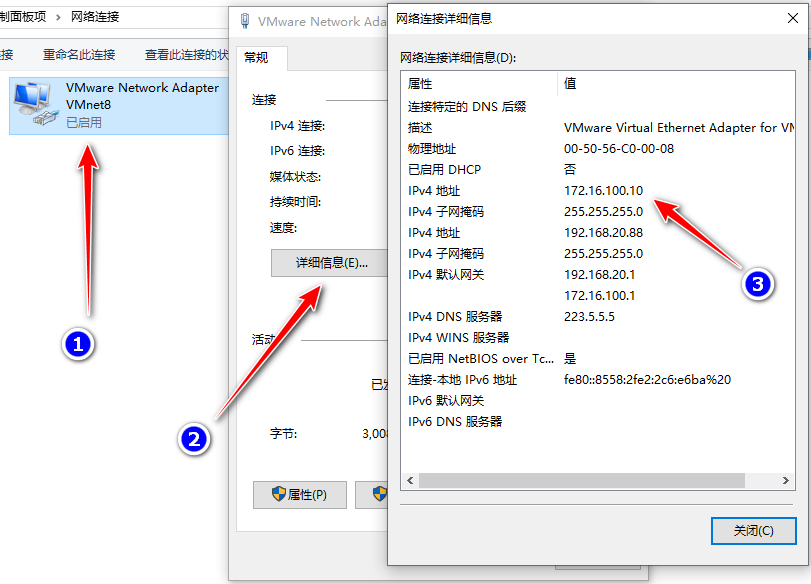 制面板项 › 网络连接
接 重命名此连接 查看此连接的状
VMware Network Adapter
VMnet8
已启用
1
VMware Network Ada
常规
连接
IPv4 连接:
IPv6 连接:
媒体状态:
持续时间:
速度:
详细信息(E)...
2
活动
已发
字节: 3,008
属性(P)
网络连接详细信息
网络连接详细信息(D):
属性 值
连接特定的 DNS 后缀
描述 VMware Virtual Ethernet Adapter for VM
物理地址 00-50-56-C0-00-08
已启用 DHCP 否
IPv4 地址 172.16.100.10
IPv4 子网掩码 255.255.255.0
IPv4 地址 192.168.20.88
IPv4 子网掩码 255.255.255.0
IPv4 默认网关 192.168.20.1
172.16.100.1
IPv4 DNS 服务器 223.5.5.5
IPv4 WINS 服务器
已启用 NetBIOS over Tc... 是
连接-本地 IPv6 地址 fe80::8558:2fe2:2c6:e6ba%20
IPv6 默认网关
IPv6 DNS 服务器
3
关闭(C)